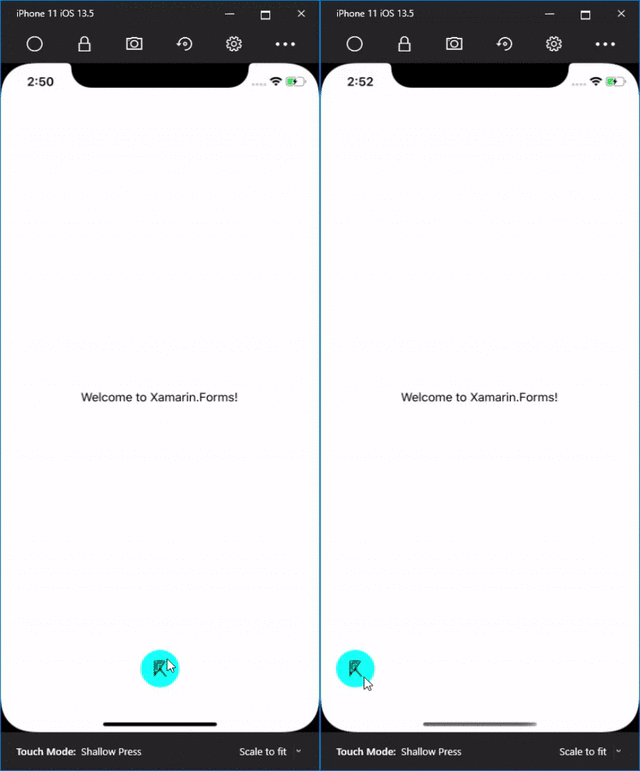 iPhone 11 iOS 13.5
2:50
Welcome to Xamarin.Forms!
Touch Mode: Shallow Press Scale to fit
iPhone 11 iOS 13.5
2:52
Welcome to Xamarin.Forms!
Touch Mode: Shallow Press Scale to fit